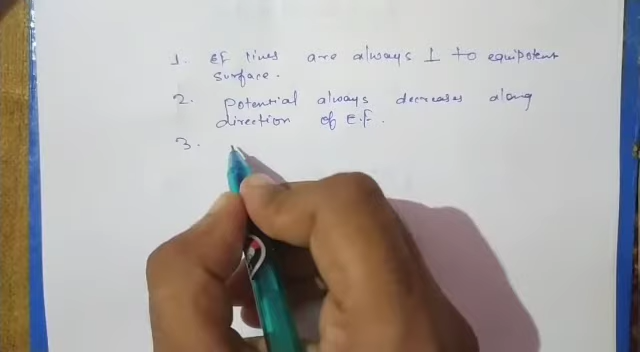 1. Ef lines are always ⊥ to equipotent
surface.
2. Potential always decreases along
direction of E.F.
3.